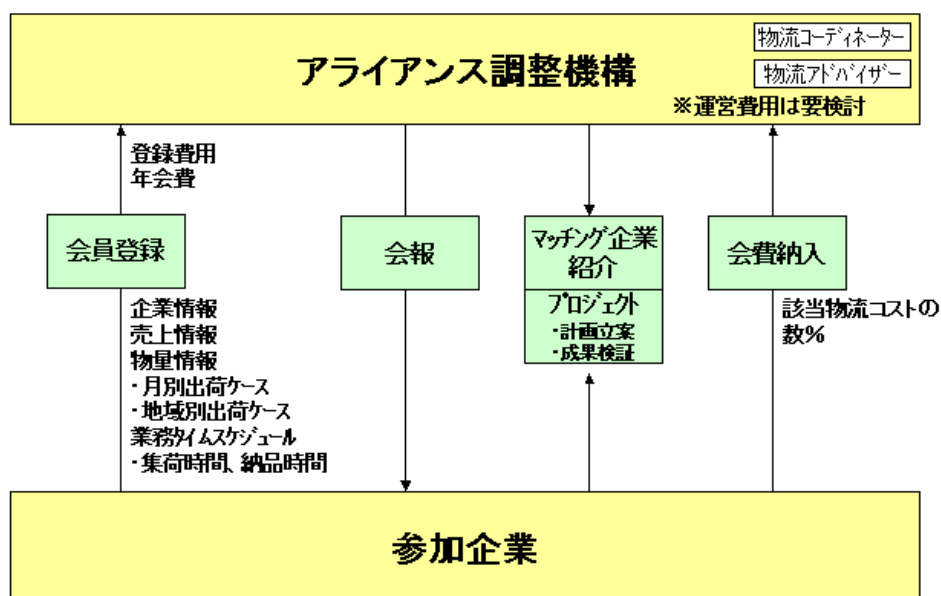 アライアンス調整機構
物流コーディネーター
物流アドバイザー
※運営費用は要検討
登録費用
年会費
会員登録
企業情報
売上情報
物量情報
・月別出荷ケース
・地域別出荷ケース
業務タイムスケジュール
・集荷時間、納品時間
会報
マッチング企業
紹介
プロジェクト
・計画立案
・成果検証
会費納入
該当物流コストの
数%
参加企業